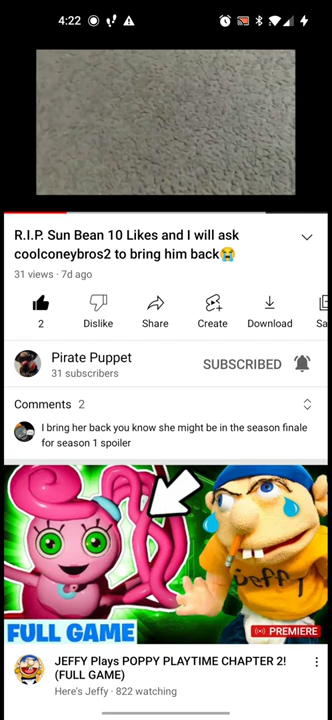 4:22
R.I.P. Sun Bean 10 Likes and I will ask
coolconeybros2 to bring him back😭
31 views · 7d ago
2
Dislike
Share
Create
Download
Sa
Pirate Puppet
31 subscribers
SUBSCRIBED
Comments 2
I bring her back you know she might be in the season finale
for season 1 spoiler
Jeffy
FULL GAME
PREMIERE
JEFFY Plays POPPY PLAYTIME CHAPTER 2!
(FULL GAME)
Here's Jeffy · 822 watching